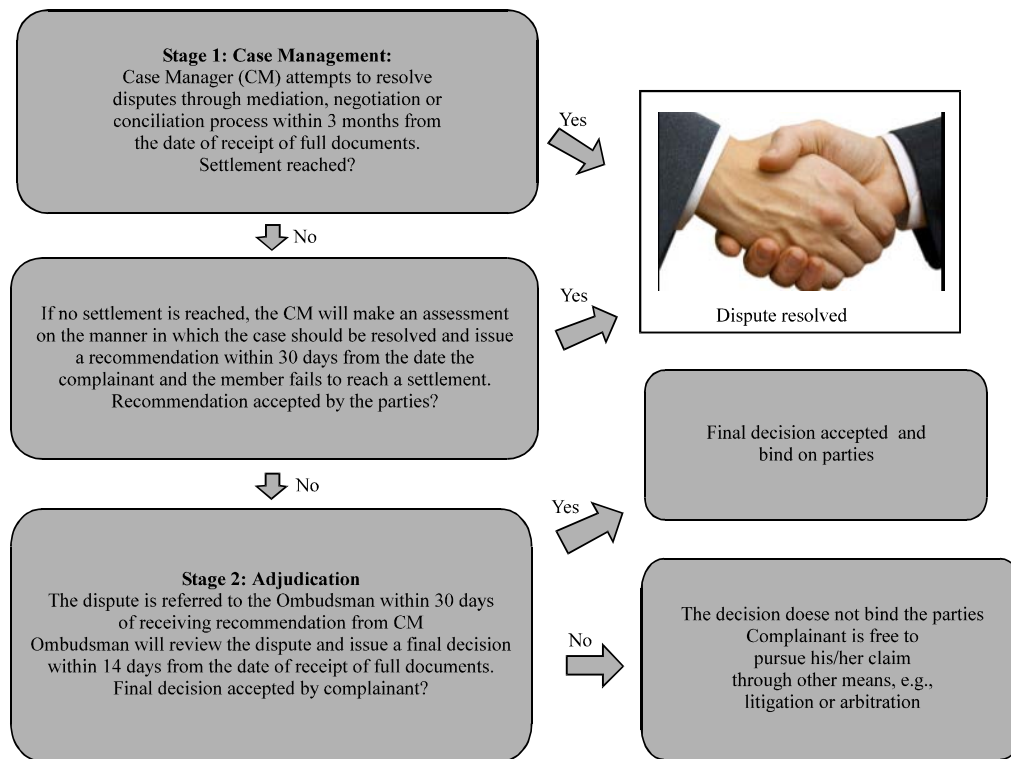 Stage 1: Case Management:
Case Manager (CM) attempts to resolve
disputes through mediation, negotiation or
conciliation process within 3 months from
the date of receipt of full documents.
Settlement reached?
Yes
Dispute resolved
No
If no settlement is reached, the CM will make an assessment
on the manner in which the case should be resolved and issue
a recommendation within 30 days from the date the
complainant and the member fails to reach a settlement.
Recommendation accepted by the parties?
Yes
No
Stage 2: Adjudication
The dispute is referred to the Ombudsman within 30 days
of receiving recommendation from CM
Ombudsman will review the dispute and issue a final decision
within 14 days from the date of receipt of full documents.
Final decision accepted by complainant?
Yes
Final decision accepted and
bind on parties
No
The decision doese not bind the parties
Complainant is free to
pursue his/her claim
through other means, e.g.,
litigation or arbitration